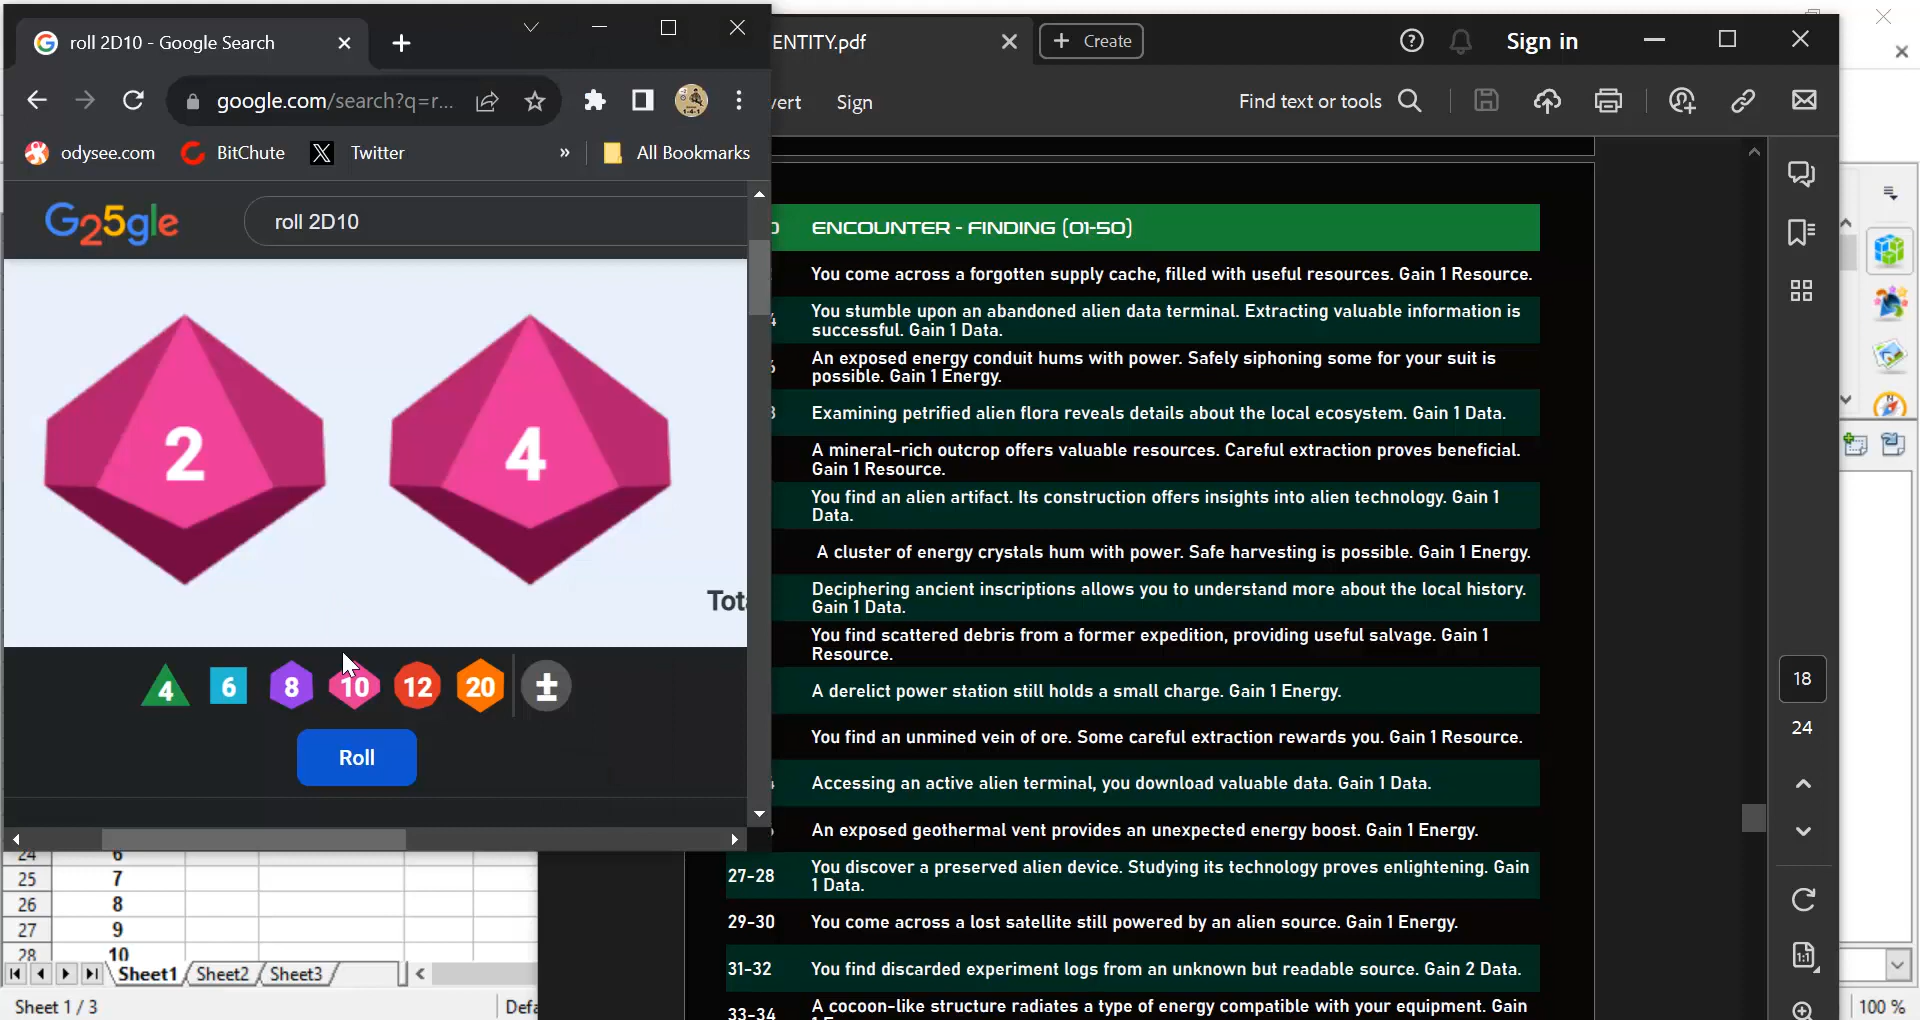 roll 2D10 - Google Search
google.com/search?q=r...
odysee.com
BitChute
Twitter
»
All Bookmarks
G25gle
roll 2D10
2
4
4
6
8
10
12
20
±
Roll
ENTITY.pdf
+ Create
Sign in
vert
Sign
Find text or tools
ENCOUNTER - FINDING (01-50)
You come across a forgotten supply cache, filled with useful resources. Gain 1 Resource.
You stumble upon an abandoned alien data terminal. Extracting valuable information is
successful. Gain 1 Data.
An exposed energy conduit hums with power. Safely siphoning some for your suit is
possible. Gain 1 Energy.
Examining petrified alien flora reveals details about the local ecosystem. Gain 1 Data.
A mineral-rich outcrop offers valuable resources. Careful extraction proves beneficial.
Gain 1 Resource.
You find an alien artifact. Its construction offers insights into alien technology. Gain 1
Data.
A cluster of energy crystals hum with power. Safe harvesting is possible. Gain 1 Energy.
Deciphering ancient inscriptions allows you to understand more about the local history.
Gain 1 Data.
You find scattered debris from a former expedition, providing useful salvage. Gain 1
Resource.
A derelict power station still holds a small charge. Gain 1 Energy.
You find an unmined vein of ore. Some careful extraction rewards you. Gain 1 Resource.
Accessing an active alien terminal, you download valuable data. Gain 1 Data.
An exposed geothermal vent provides an unexpected energy boost. Gain 1 Energy.
27-28 You discover a preserved alien device. Studying its technology proves enlightening. Gain
1 Data.
29-30 You come across a lost satellite still powered by an alien source. Gain 1 Energy.
31-32 You find discarded experiment logs from an unknown but readable source. Gain 2 Data.
33-34 A cocoon-like structure radiates a type of energy compatible with your equipment. Gain
18
24
1:1
24 6
25 7
26 8
27 9
28 10
Sheet1 Sheet2 Sheet3
Sheet 1 / 3
Defa
100 %